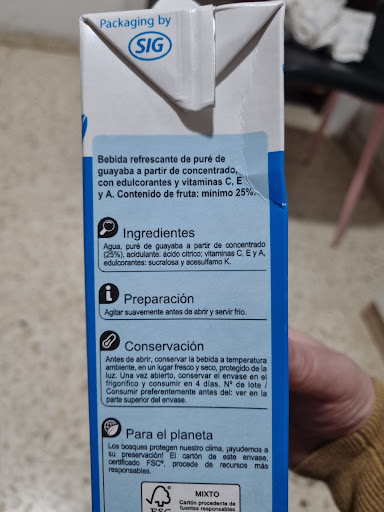 Packaging by
SIG
Bebida refrescante de puré de
guayaba a partir de concentrado,
con edulcorantes y vitaminas C, E
y A. Contenido de fruta: mínimo 25%.
Ingredientes
Agua, puré de guayaba a partir de concentrado
(25%), acidulante: ácido cítrico; vitaminas C, E y A,
edulcorantes: sucralosa y acesulfamo K.
Preparación
Agitar suavemente antes de abrir y servir frío.
Conservación
Antes de abrir, conservar la bebida a temperatura
ambiente, en un lugar fresco y seco, protegido de la
luz. Una vez abierto, conservar el envase en el
frigorífico y consumir en 4 días. Nº de lote /
Consumir preferentemente antes del: ver en la
parte superior del envase.
Para el planeta
Los bosques protegen nuestro clima, ¡ayudemos a
su preservación! El cartón de este envase,
certificado FSC®, procede de recursos más
responsables.
FSC
MIXTO
Cartón procedente de
fuentes responsables